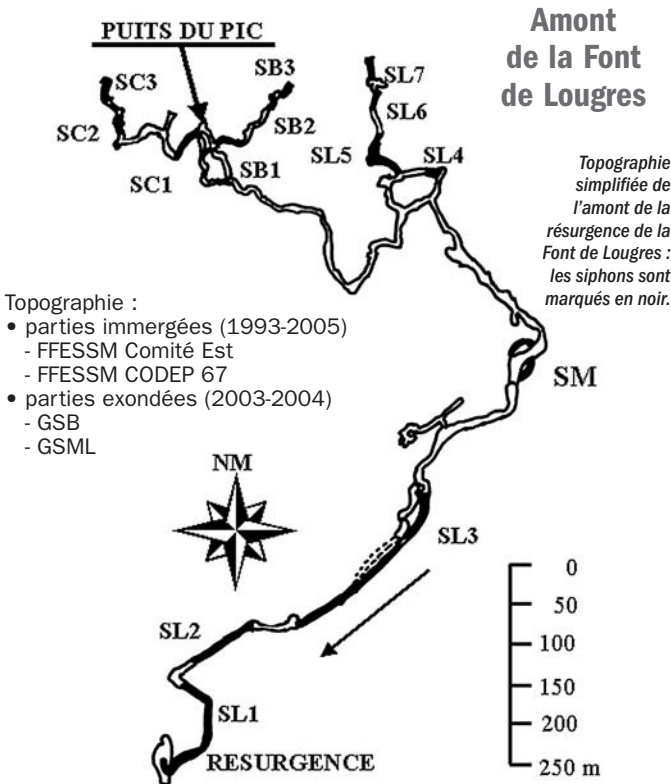 Amont
de la Font
de Lougres
Topographie
simplifiée de
l'amont de la
résurgence de la
Font de Lougres :
les siphons sont
marqués en noir.
PUITS DU PIC
SC3
SB3
SL7
SC2
SB2
SL6
SC1
SB1
SL5
SL4
Topographie :
• parties immergées (1993-2005)
- FFESSM Comité Est
- FFESSM CODEP 67
• parties exondées (2003-2004)
- GSB
- GSML
SM
NM
SL3
SL2
SL1
RESURGENCE
0
50
100
150
200
250 m